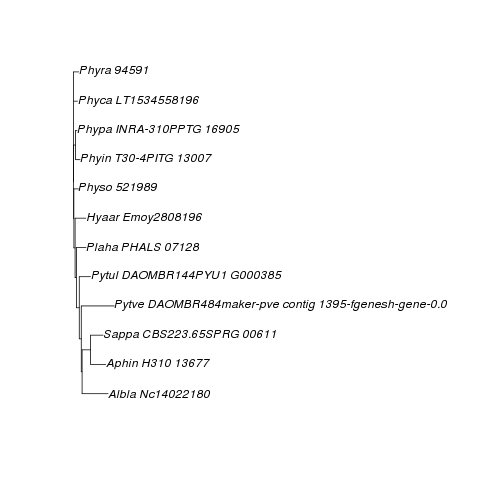 Phyra 94591
Phyca LT1534558196
Phypa INRA-310PPTG 16905
Phyin T30-4PITG 13007
Physo 521989
Hyaar Emoy2808196
Plaha PHALS 07128
Pytul DAOMBR144PYU1 G000385
Pytve DAOMBR484maker-pve contig 1395-fgenesh-gene-0.0
Sappa CBS223.65SPRG 00611
Aphin H310 13677
Albla Nc14022180